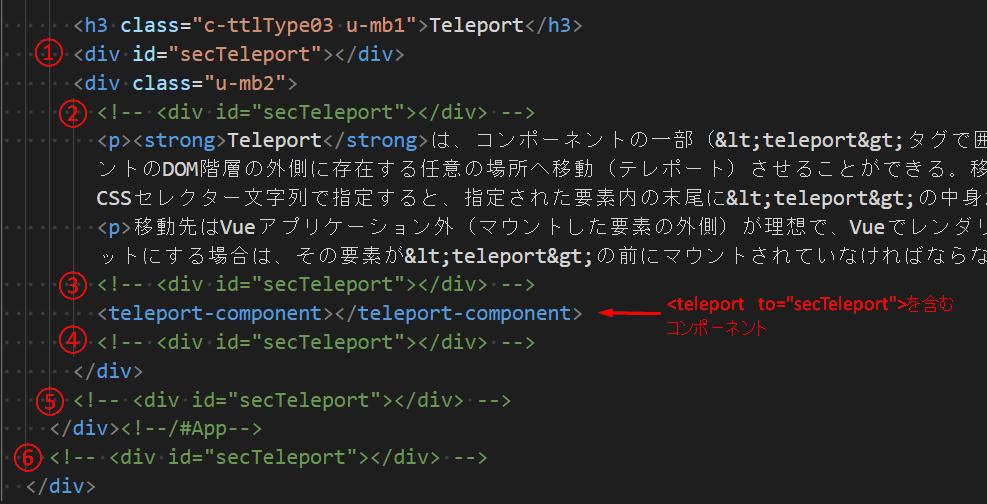 <h3 class="c-ttlType03 u-mb1">Teleport</h3>
① <div id="secTeleport"></div>
<div class="u-mb2">
② <!-- <div id="secTeleport"></div> -->
<p><strong>Teleport</strong>は、コンポーネントの一部（&lt;teleport&gt;タグで囲
ントのDOM階層の外側に存在する任意の場所へ移動（テレポート）させることができる。移
CSSセレクター文字列で指定すると、指定された要素内の末尾に&lt;teleport&gt;の中身
<p>移動先はVueアプリケーション外（マウントした要素の外側）が理想で、Vueでレンダリ
ットにする場合は、その要素が&lt;teleport&gt;の前にマウントされていなければならな
③ <!-- <div id="secTeleport"></div> -->
<teleport-component></teleport-component> <teleport to="secTeleport">を含む
コンポーネント
④ <!-- <div id="secTeleport"></div> -->
</div>
⑤ <!-- <div id="secTeleport"></div> -->
</div><!--/#App-->
⑥ <!-- <div id="secTeleport"></div> -->
</div>